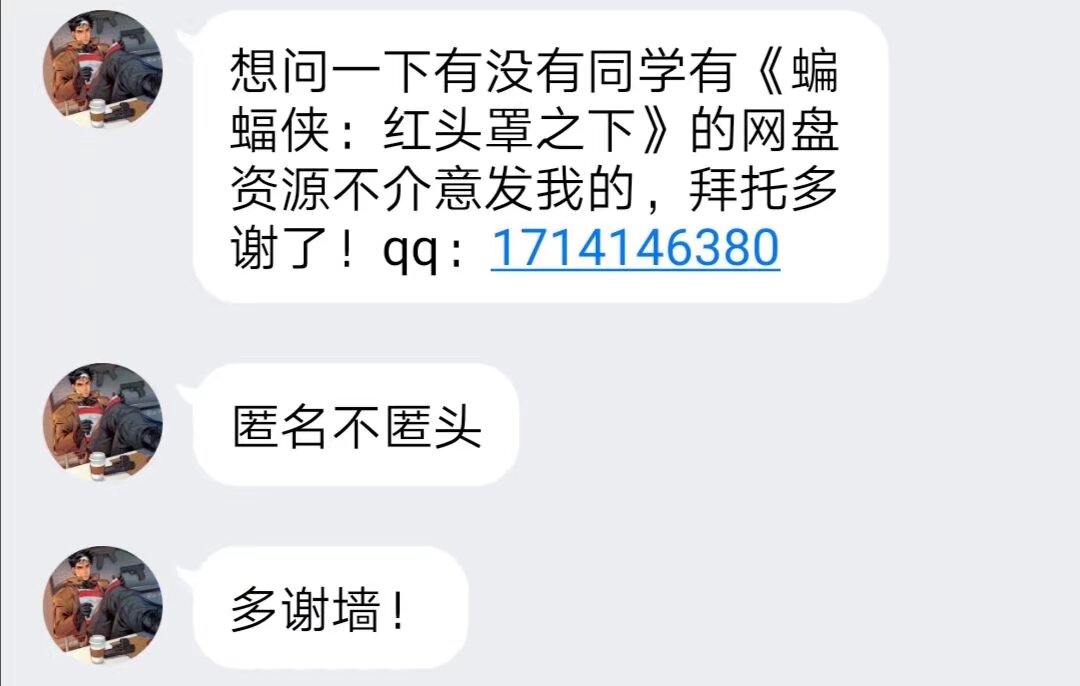 想问一下有没有同学有《蝙
蝠侠：红头罩之下》的网盘
资源不介意发我的，拜托多
谢了！qq：1714146380
匿名不匿头
多谢墙！